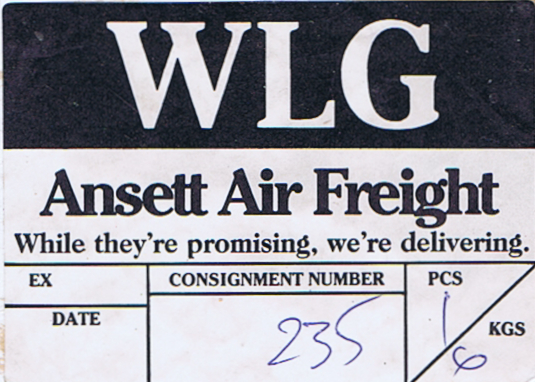 WLG
Ansett Air Freight
While they're promising, we're delivering.
EX
CONSIGNMENT NUMBER
PCS
DATE
235
1
KGS
6